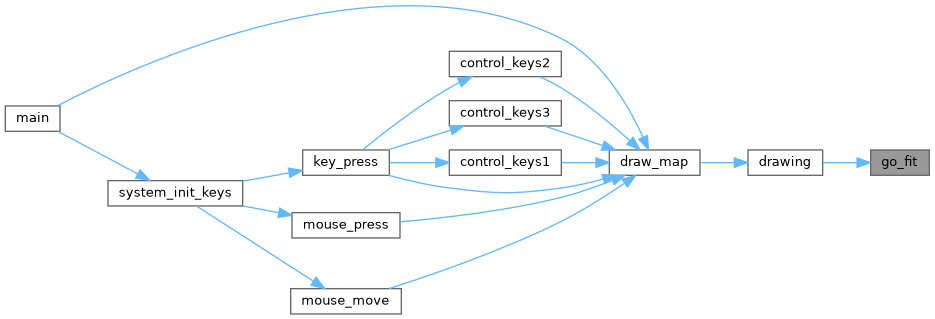 main
system_init_keys
key_press
mouse_press
mouse_move
control_keys2
control_keys3
control_keys1
draw_map
drawing
go_fit